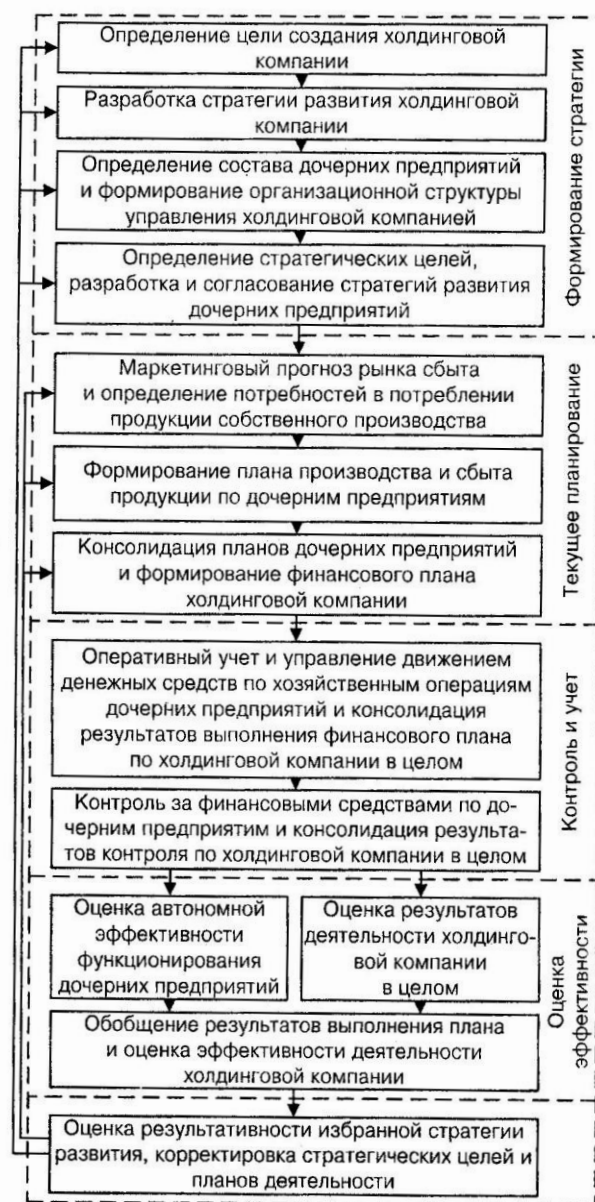 Определение цели создания холдинговой
компании
Разработка стратегии развития холдинговой
компании
Определение состава дочерних предприятий
и формирование организационной структуры
управления холдинговой компанией
Определение стратегических целей,
разработка и согласование стратегий развития
дочерних предприятий
Формирование стратегии
Маркетинговый прогноз рынка сбыта
и определение потребностей в потреблении
продукции собственного производства
Формирование плана производства и сбыта
продукции по дочерним предприятиям
Консолидация планов дочерних предприятий
и формирование финансового плана
холдинговой компании
Текущее планирование
Оперативный учет и управление движением
денежных средств по хозяйственным операциям
дочерних предприятий и консолидация
результатов выполнения финансового плана
по холдинговой компании в целом
Контроль за финансовыми средствами по до-
черним предприятим и консолидация результа-
тов контроля по холдинговой компании в целом
Контроль и учет
Оценка автономной
эффективности
функционирования
дочерних предприятий
Оценка результатов
деятельности холдинго-
вой компании
в целом
Обобщение результатов выполнения плана
и оценка эффективности деятельности
холдинговой компании
Оценка
эффективности
Оценка результативности избранной стратегии
развития, корректировка стратегических целей и
планов деятельности